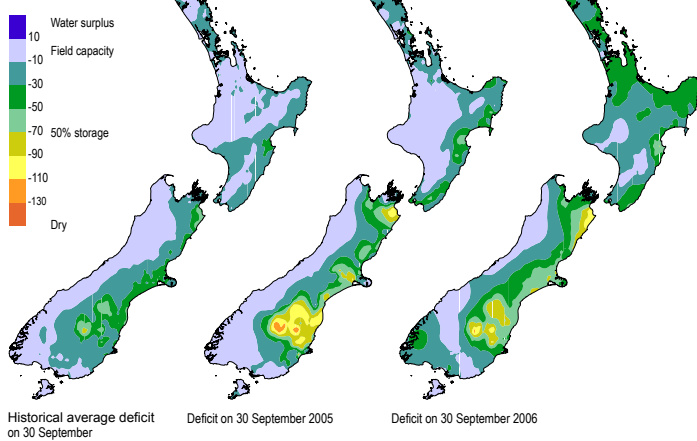 Water surplus
10
Field capacity
-10
-30
-50
-70
50% storage
-90
-110
-130
Dry
Historical average deficit
on 30 September
Deficit on 30 September 2005
Deficit on 30 September 2006